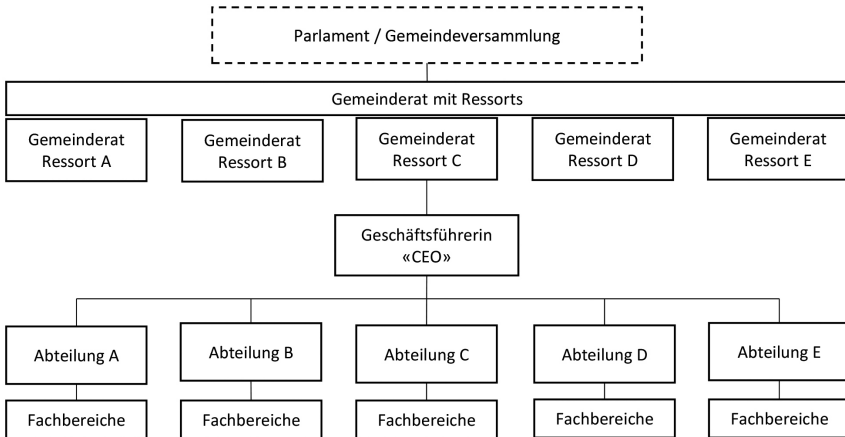 Parlament / Gemeindeversammlung
Gemeinderat mit Ressorts
Gemeinderat
Ressort A
Gemeinderat
Ressort B
Gemeinderat
Ressort C
Gemeinderat
Ressort D
Gemeinderat
Ressort E
Geschäftsführerin
«CEO»
Abteilung A
Abteilung B
Abteilung C
Abteilung D
Abteilung E
Fachbereiche
Fachbereiche
Fachbereiche
Fachbereiche
Fachbereiche